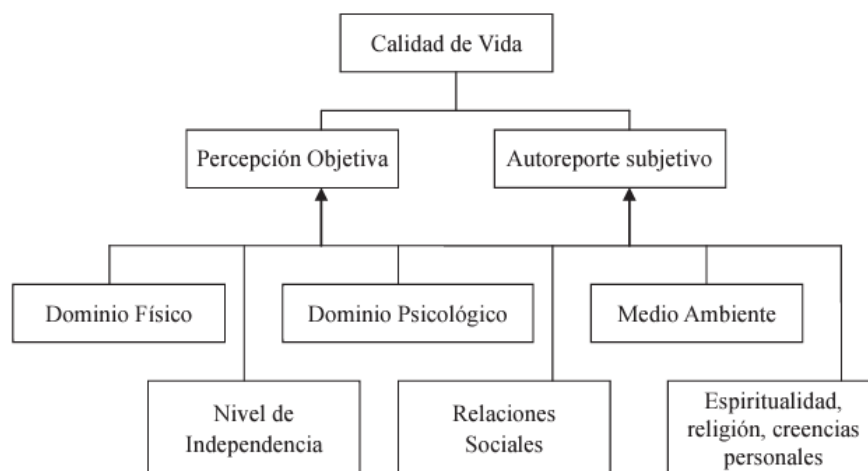 Calidad de Vida
Percepción Objetiva
Autoreporte subjetivo
Dominio Físico
Dominio Psicológico
Medio Ambiente
Nivel de
Independencia
Relaciones
Sociales
Espiritualidad,
religión, creencias
personales